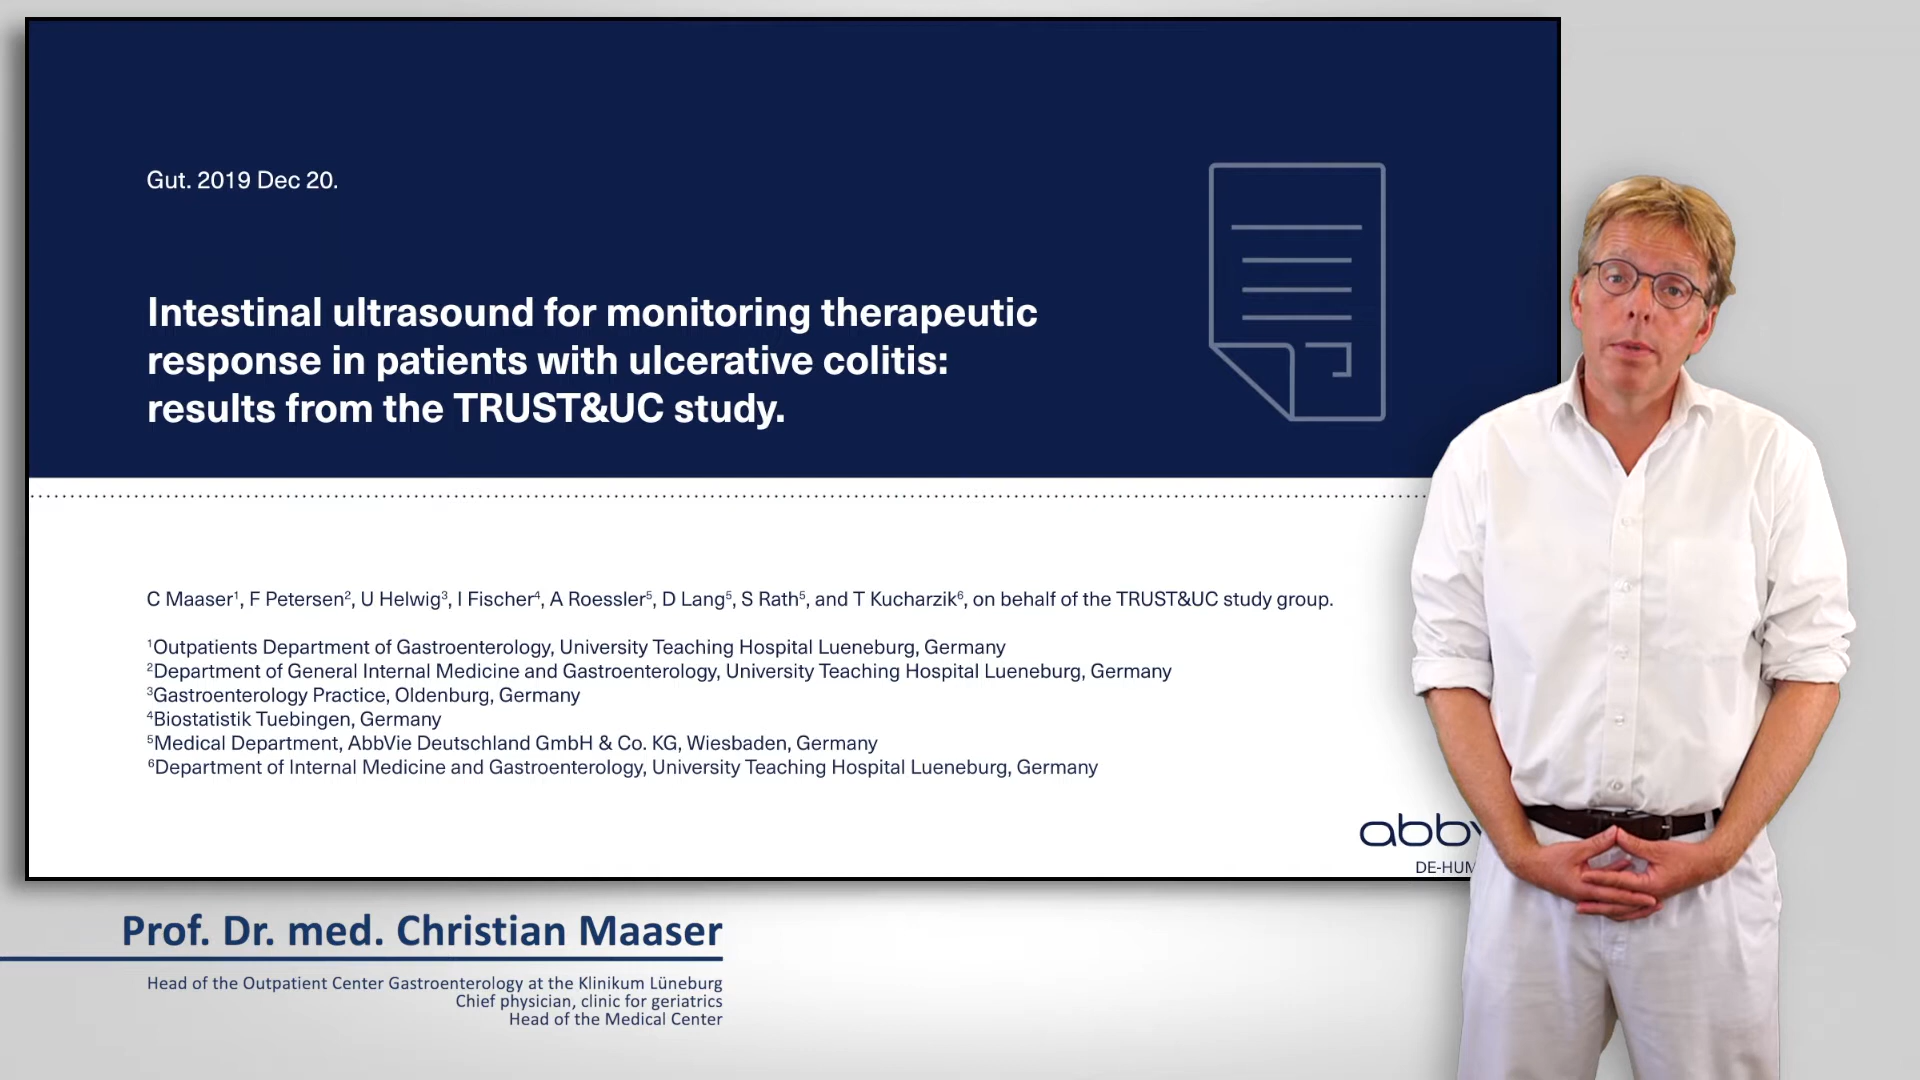 Gut. 2019 Dec 20.
Intestinal ultrasound for monitoring therapeutic
response in patients with ulcerative colitis:
results from the TRUST&UC study.
C Maaser¹, F Petersen², U Helwig³, I Fischer⁴, A Roessler⁵, D Lang⁵, S Rath⁵, and T Kucharzik⁶, on behalf of the TRUST&UC study group.
¹Outpatients Department of Gastroenterology, University Teaching Hospital Lueneburg, Germany
²Department of General Internal Medicine and Gastroenterology, University Teaching Hospital Lueneburg, Germany
³Gastroenterology Practice, Oldenburg, Germany
⁴Biostatistik Tuebingen, Germany
⁵Medical Department, AbbVie Deutschland GmbH & Co. KG, Wiesbaden, Germany
⁶Department of Internal Medicine and Gastroenterology, University Teaching Hospital Lueneburg, Germany
abbv
DE-HUM
Prof. Dr. med. Christian Maaser
Head of the Outpatient Center Gastroenterology at the Klinikum Lüneburg
Chief physician, clinic for geriatrics
Head of the Medical Center